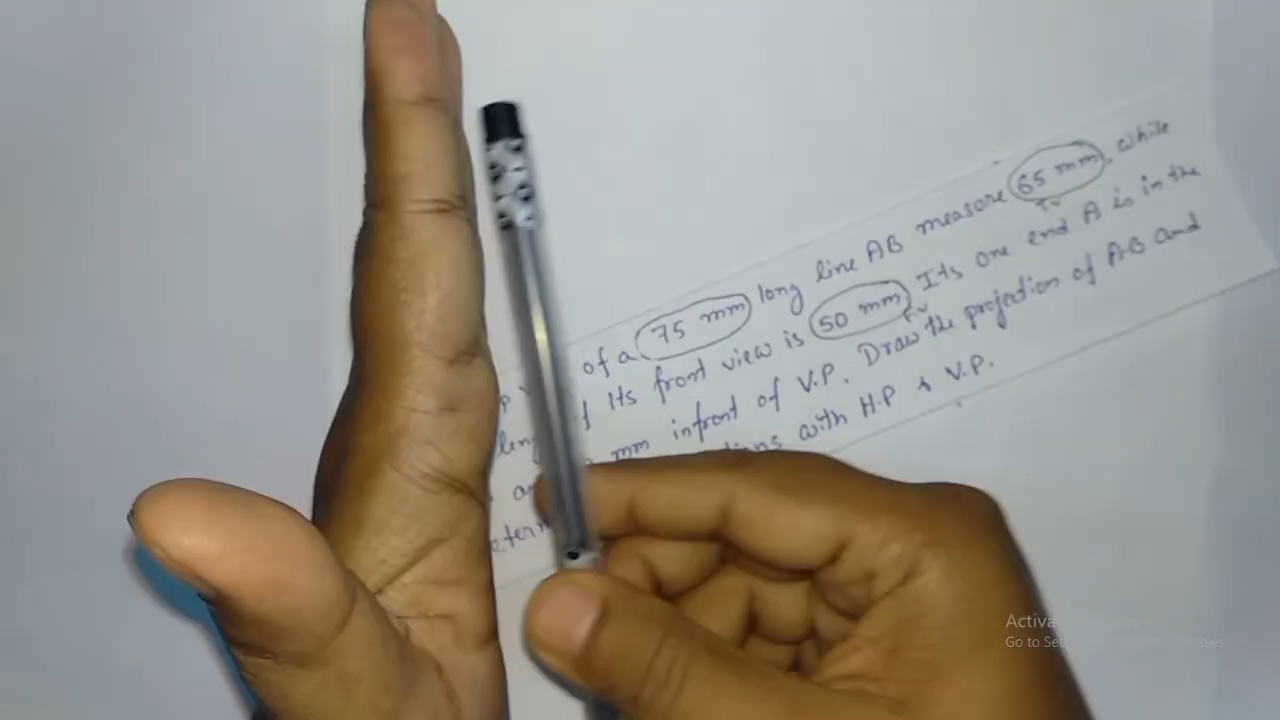 of a 75 mm long line AB measure 65 mm, while
Its front view is 50 mm Its one end A is in the
mm infront of V.P. Draw the projection of AB and
with H.P & V.P.
Activa
Go to Set